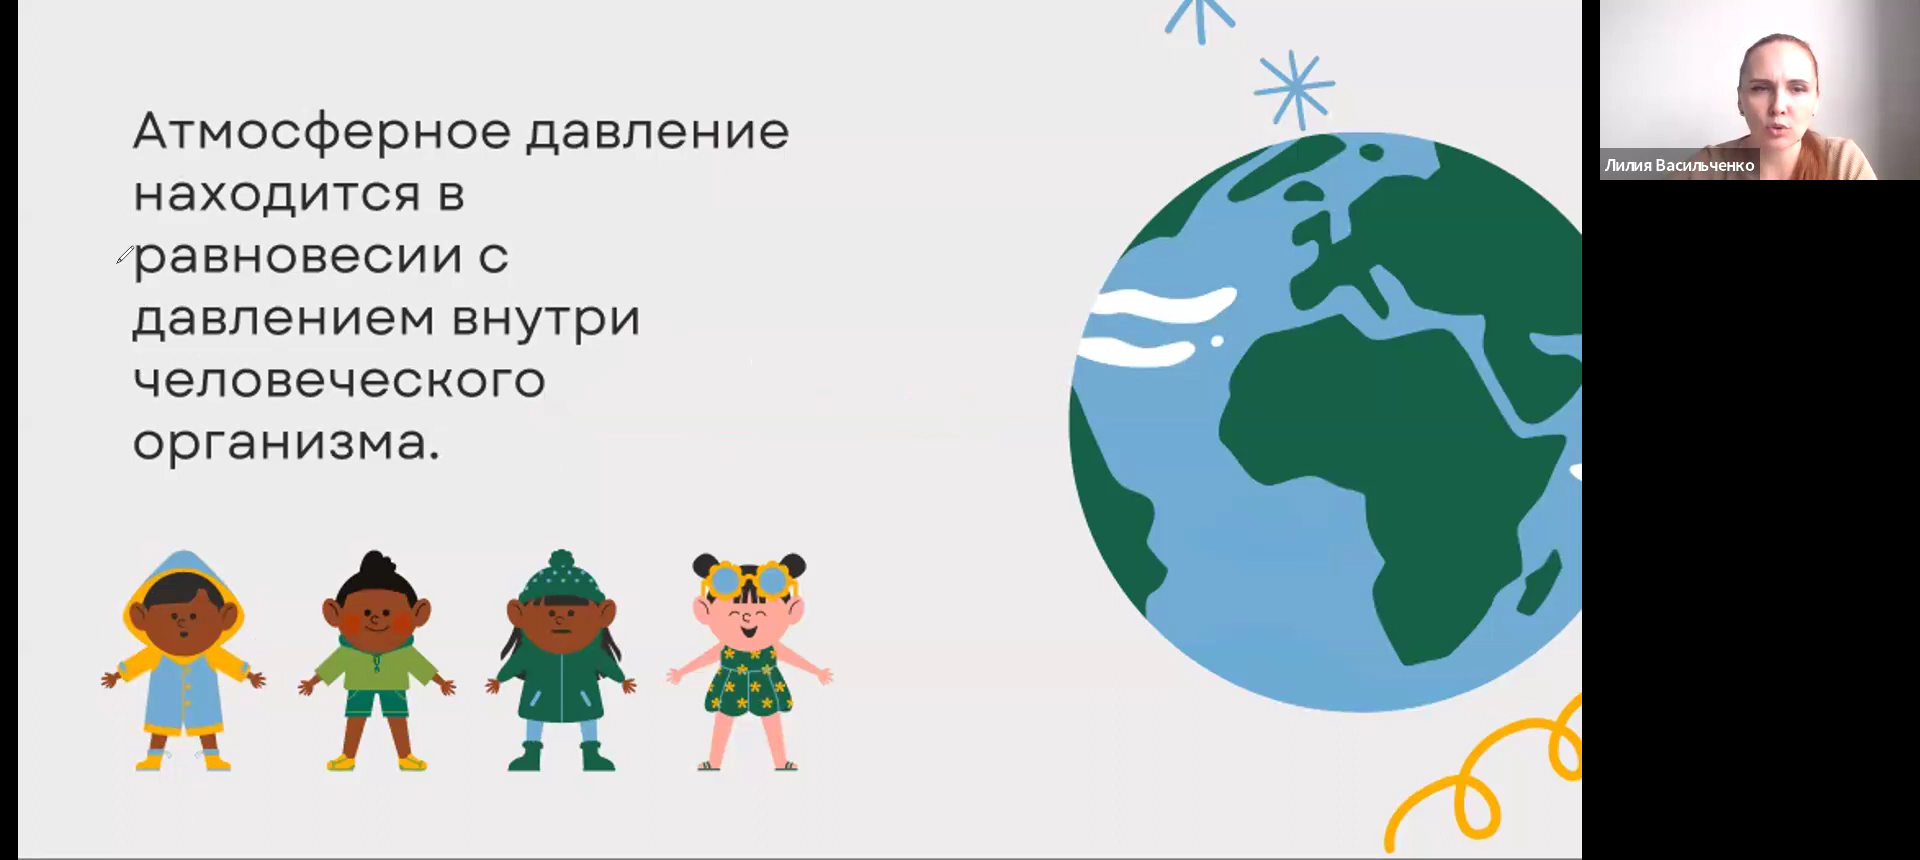 Атмосферное давление
находится в
равновесии с
давлением внутри
человеческого
организма.
Лилия Васильченко